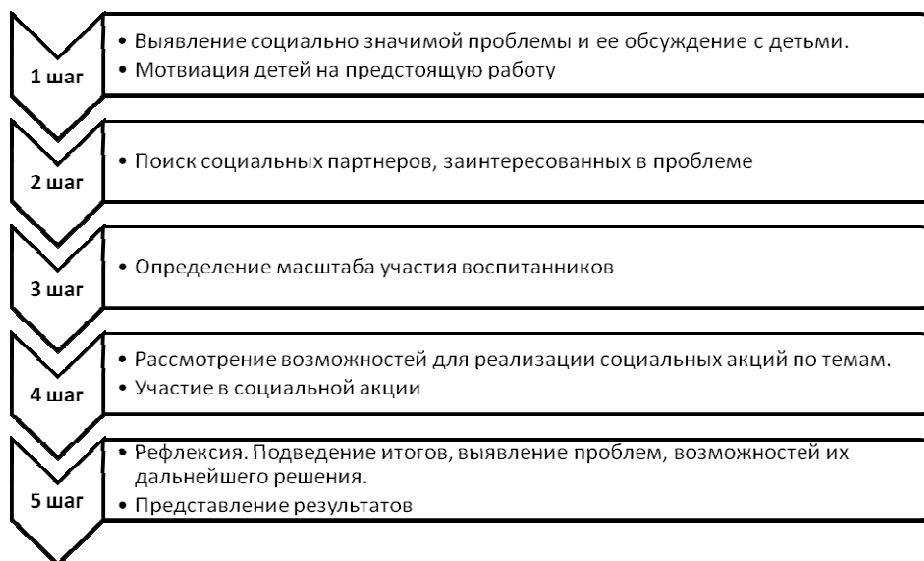 1 шаг
• Выявление социально значимой проблемы и ее обсуждение с детьми.
• Мотвиация детей на предстоящую работу
2 шаг
• Поиск социальных партнеров, заинтересованных в проблеме
3 шаг
• Определение масштаба участия воспитанников
4 шаг
• Рассмотрение возможностей для реализации социальных акций по темам.
• Участие в социальной акции
5 шаг
• Рефлексия. Подведение итогов, выявление проблем, возможностей их
дальнейшего решения.
• Представление результатов